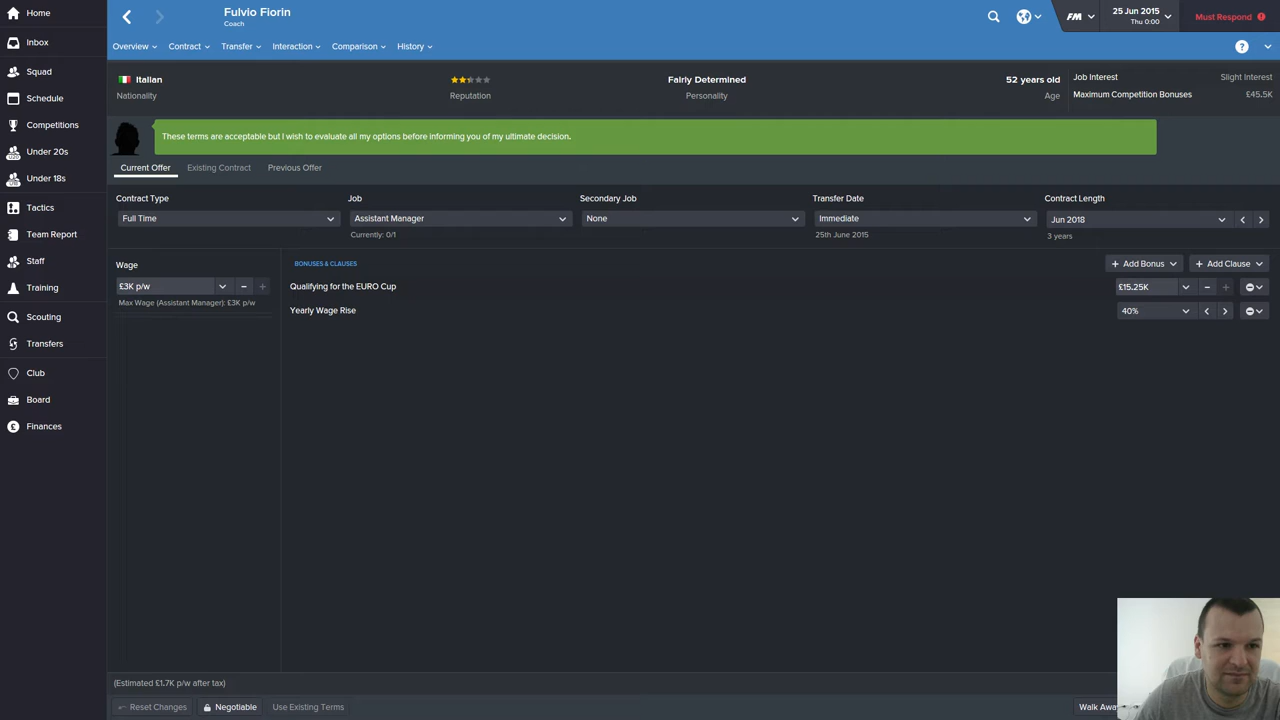 Home
Inbox
Squad
Schedule
Competitions
Under 20s
Under 18s
Tactics
Team Report
Staff
Training
Scouting
Transfers
Club
Board
Finances
Fulvio Fiorin
Coach
FM
25 Jun 2015
Thu 0:00
Must Respond
Overview
Contract
Transfer
Interaction
Comparison
History
?
Italian
Nationality
Reputation
Fairly Determined
Personality
52 years old
Age
Job Interest
Slight Interest
Maximum Competition Bonuses
£45.5K
These terms are acceptable but I wish to evaluate all my options before informing you of my ultimate decision.
Current Offer
Existing Contract
Previous Offer
Contract Type
Job
Secondary Job
Transfer Date
Contract Length
Full Time
Assistant Manager
None
Immediate
Jun 2018
Currently: 0/1
25th June 2015
3 years
Wage
BONUSES & CLAUSES
+ Add Bonus
+ Add Clause
£3K p/w
Max Wage (Assistant Manager): £3K p/w
Qualifying for the EURO Cup
£15.25K
Yearly Wage Rise
40%
(Estimated £1.7K p/w after tax)
Reset Changes
Negotiable
Use Existing Terms